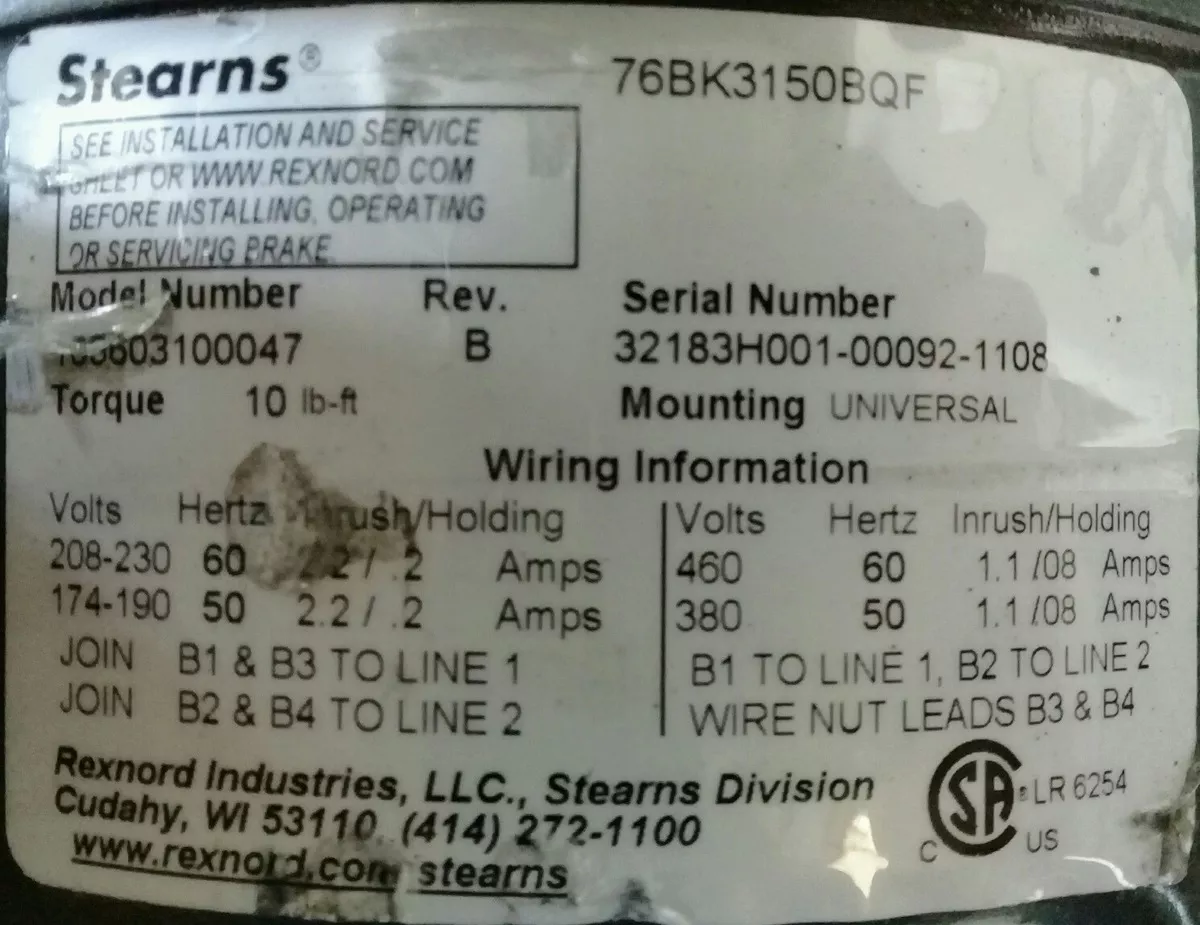 Stearns® 76BK3150BQF
SEE INSTALLATION AND SERVICE
SHEET OR WWW.REXNORD.COM
BEFORE INSTALLING, OPERATING
OR SERVICING BRAKE
Model Number Rev. Serial Number
B 32183H001-00092-1108
Torque 10 lb-ft Mounting UNIVERSAL
Wiring Information
Volts Hertz Inrush/Holding Volts Hertz Inrush/Holding
208-230 60 2.2 / .2 Amps 460 60 1.1 /08 Amps
174-190 50 2.2 / .2 Amps 380 50 1.1 /08 Amps
JOIN B1 & B3 TO LINE 1 B1 TO LINE 1, B2 TO LINE 2
JOIN B2 & B4 TO LINE 2 WIRE NUT LEADS B3 & B4
Rexnord Industries, LLC., Stearns Division
Cudahy, WI 53110 (414) 272-1100
www.rexnord.com stearns
CSA® LR 6254
C US